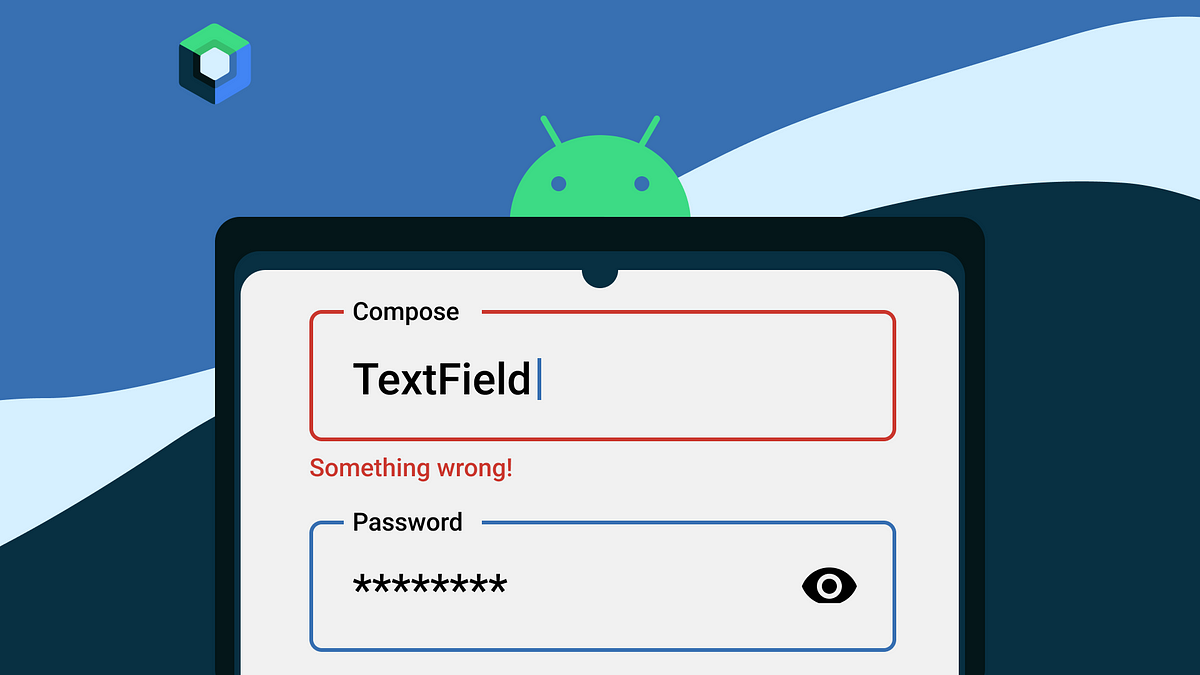 Compose
TextField
Something wrong!
Password
********